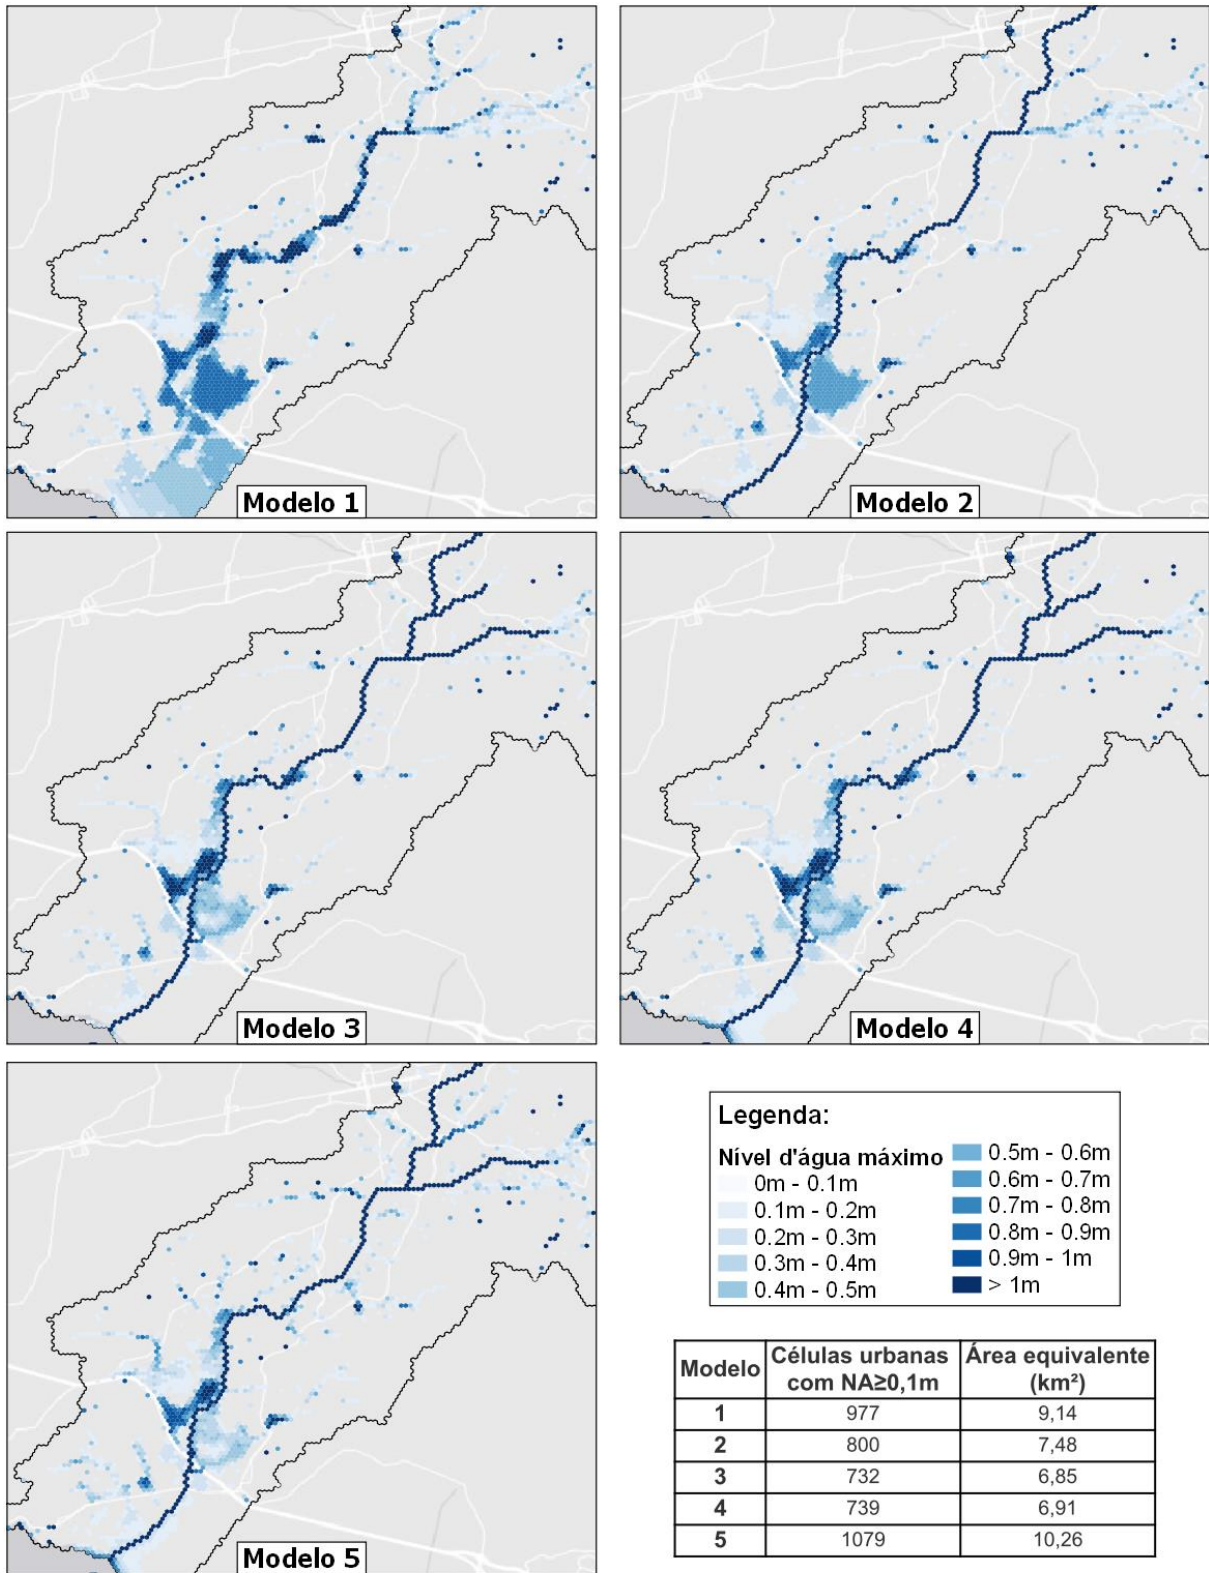 Modelo 1
Modelo 2
Modelo 3
Modelo 4
Modelo 5
Legenda:
Nível d'água máximo
0m - 0.1m
0.1m - 0.2m
0.2m - 0.3m
0.3m - 0.4m
0.4m - 0.5m
0.5m - 0.6m
0.6m - 0.7m
0.7m - 0.8m
0.8m - 0.9m
0.9m - 1m
> 1m
Modelo Células urbanas com NA≥0,1m Área equivalente (km²)
1 977 9,14
2 800 7,48
3 732 6,85
4 739 6,91
5 1079 10,26